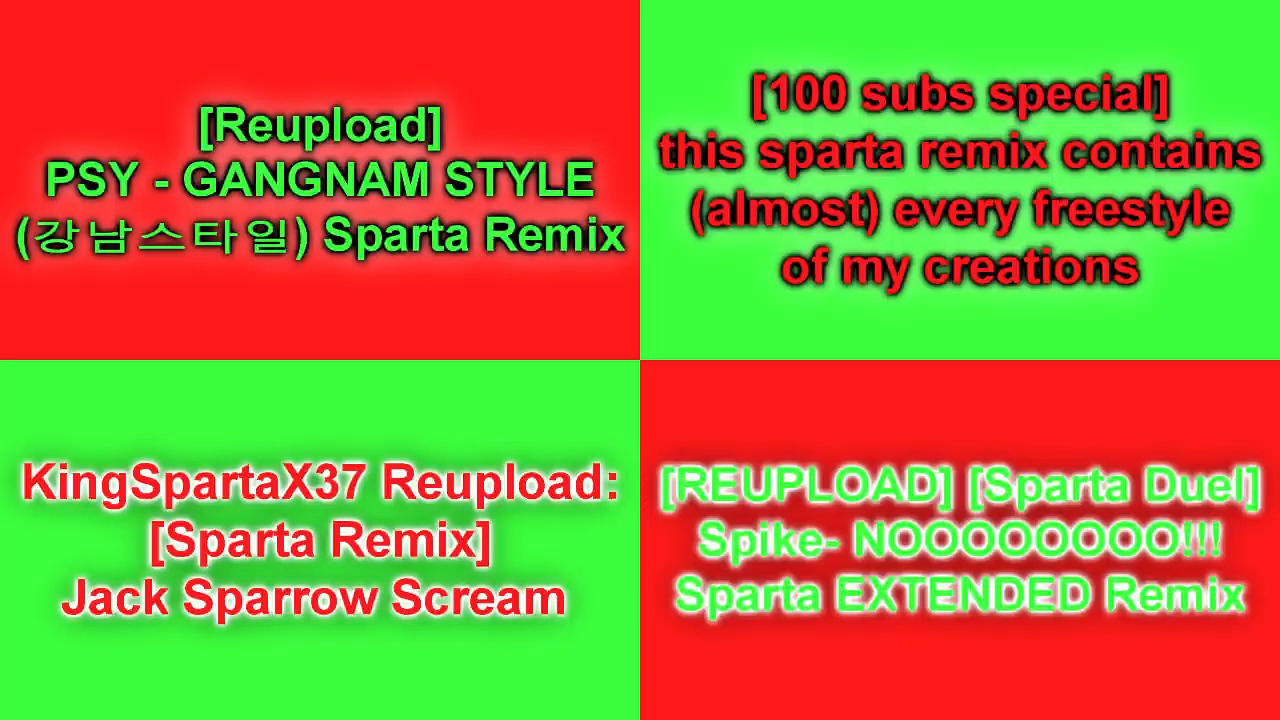 [Reupload]
PSY - GANGNAM STYLE
(강남스타일) Sparta Remix
[100 subs special]
this sparta remix contains
(almost) every freestyle
of my creations
KingSpartaX37 Reupload:
[Sparta Remix]
Jack Sparrow Scream
[REUPLOAD] [Sparta Duel]
Spike- NOOOOOOOO!!!
Sparta EXTENDED Remix